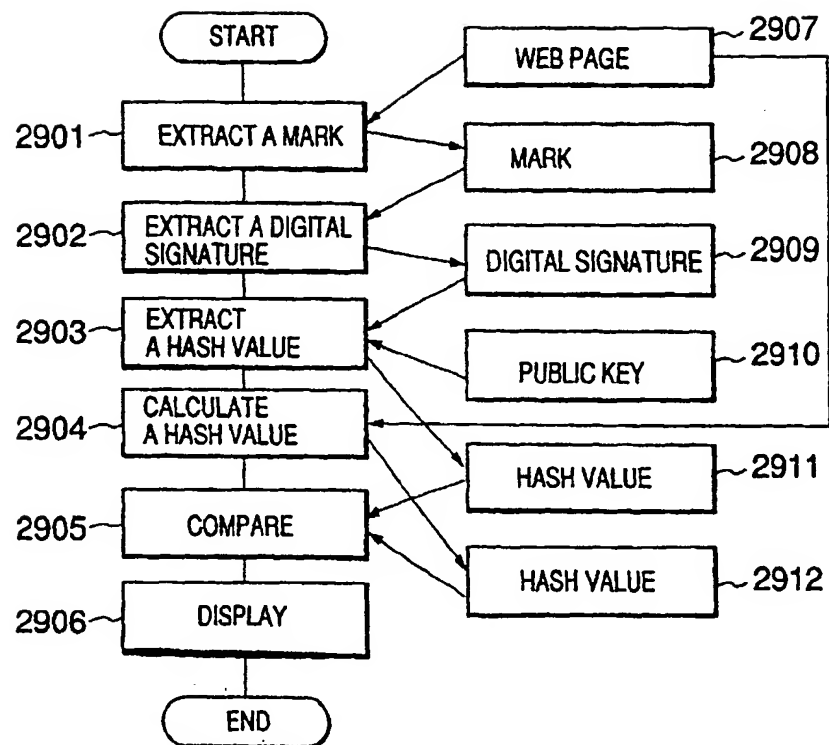 START
2907
WEB PAGE
2901
EXTRACT A MARK
MARK
2908
2902
EXTRACT A DIGITAL
SIGNATURE
DIGITAL SIGNATURE
2909
2903
EXTRACT
A HASH VALUE
PUBLIC KEY
2910
2904
CALCULATE
A HASH VALUE
HASH VALUE
2911
2905
COMPARE
HASH VALUE
2912
2906
DISPLAY
END